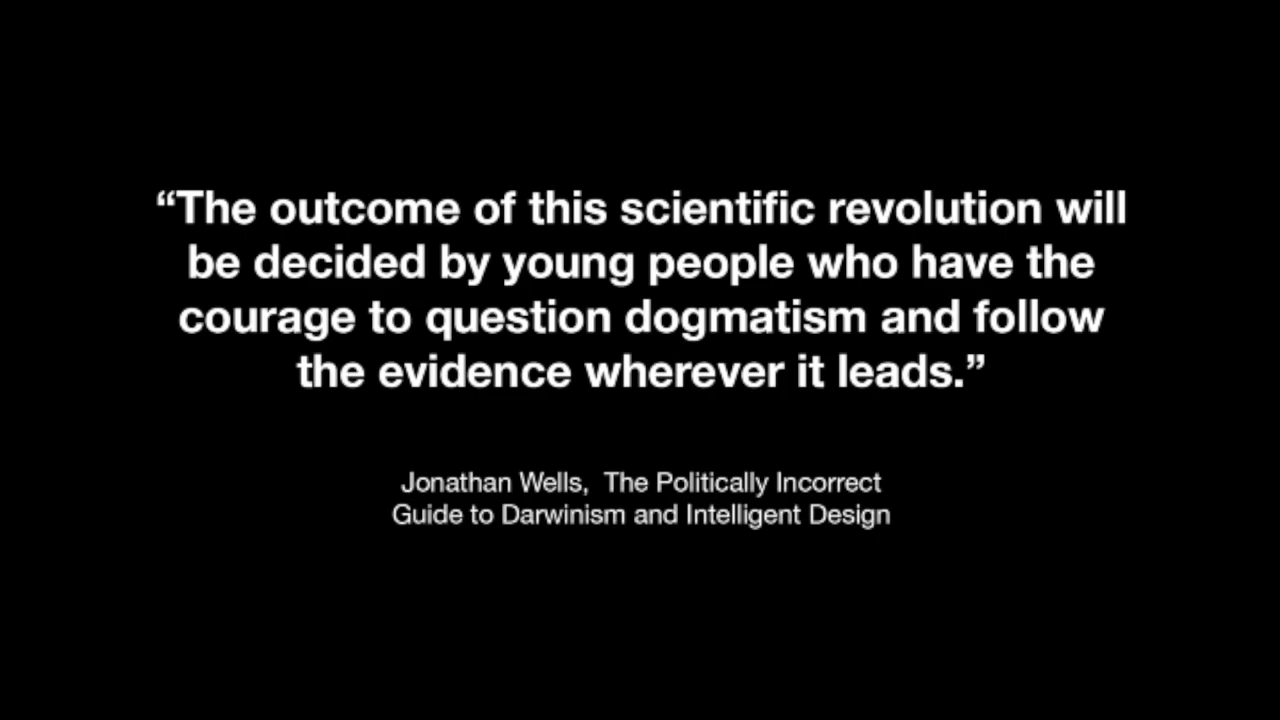 “The outcome of this scientific revolution will
be decided by young people who have the
courage to question dogmatism and follow
the evidence wherever it leads.”
Jonathan Wells,  The Politically Incorrect
Guide to Darwinism and Intelligent Design